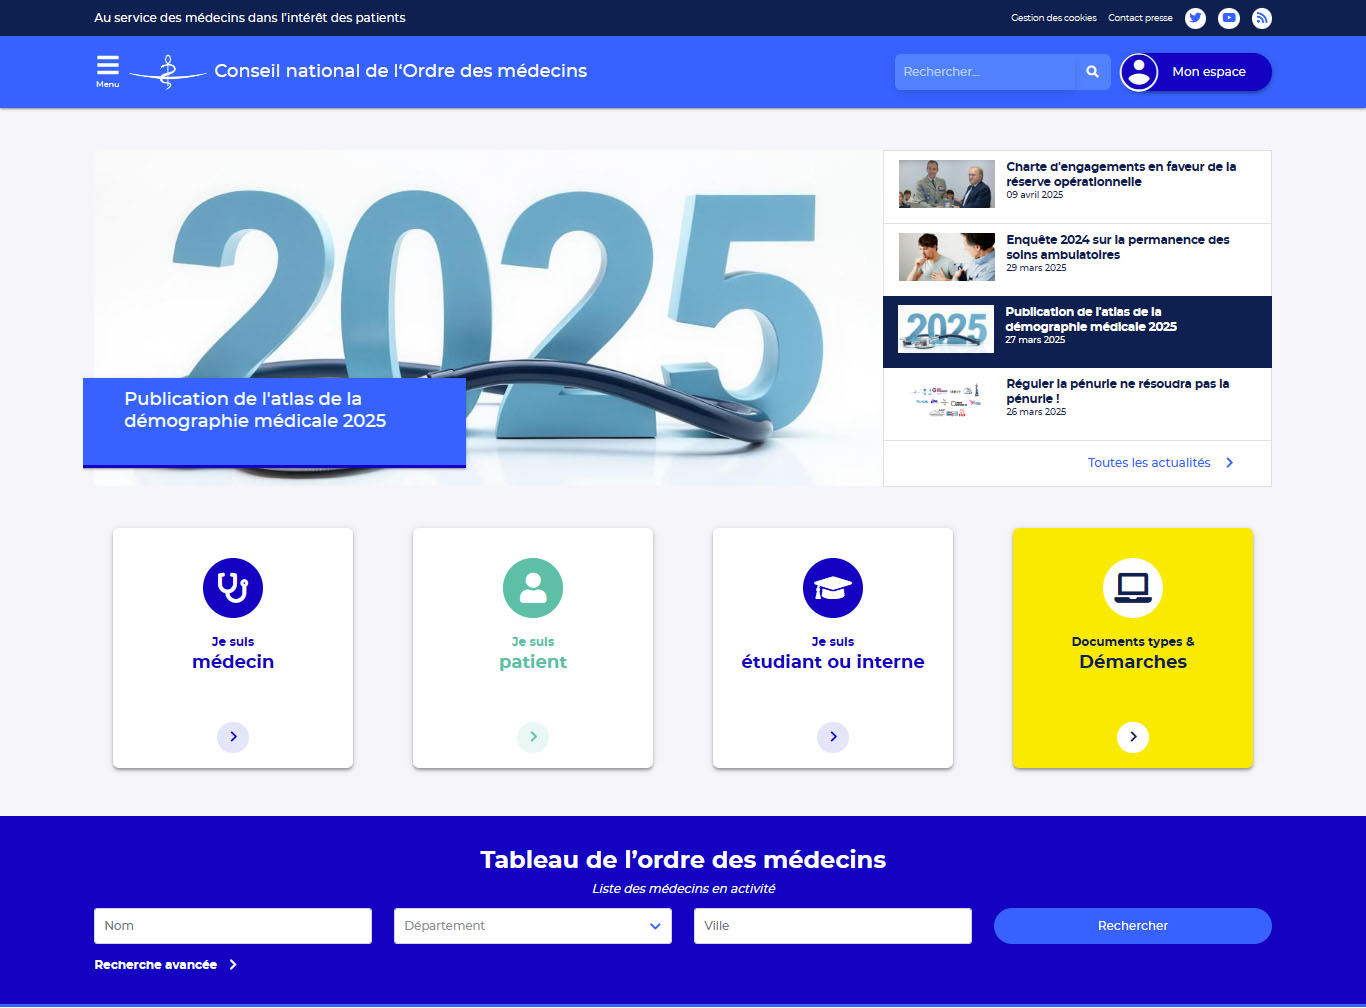 Au service des médecins dans l’intérêt des patients
Gestion des cookies
Contact presse
Menu
Conseil national de l‘Ordre des médecins
Rechercher...
Mon espace
2025
Publication de l'atlas de la
démographie médicale 2025
Charte d'engagements en faveur de la
réserve opérationnelle
09 avril 2025
Enquête 2024 sur la permanence des
soins ambulatoires
29 mars 2025
2025
Publication de l'atlas de la
démographie médicale 2025
27 mars 2025
Réguler la pénurie ne résoudra pas la
pénurie !
26 mars 2025
Toutes les actualités
Je suis
médecin
Je suis
patient
Je suis
étudiant ou interne
Documents types &
Démarches
Tableau de l’ordre des médecins
Liste des médecins en activité
Nom
Département
Ville
Rechercher
Recherche avancée